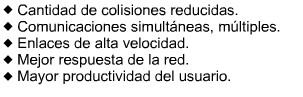 ◆ Cantidad de colisiones reducidas.
◆ Comunicaciones simultáneas, múltiples.
◆ Enlaces de alta velocidad.
◆ Mejor respuesta de la red.
◆ Mayor productividad del usuario.